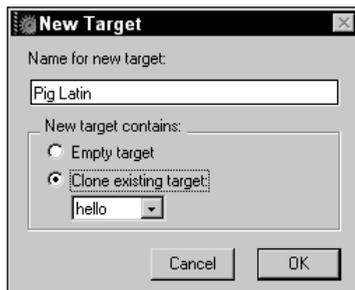 New Target
Name for new target:
Pig Latin
New target contains:
Empty target
Clone existing target:
hello
Cancel
OK